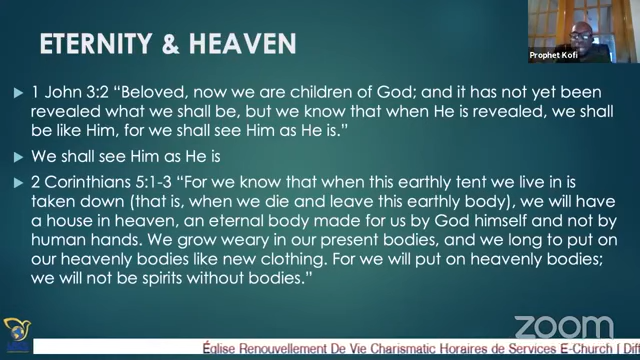 ETERNITY & HEAVEN
Prophet Kofi
1 John 3:2 “Beloved, now we are children of God; and it has not yet been
revealed what we shall be, but we know that when He is revealed, we shall
be like Him, for we shall see Him as He is.”
We shall see Him as He is
2 Corinthians 5:1-3 “For we know that when this earthly tent we live in is
taken down (that is, when we die and leave this earthly body), we will have
a house in heaven, an eternal body made for us by God himself and not by
human hands. We grow weary in our present bodies, and we long to put on
our heavenly bodies like new clothing. For we will put on heavenly bodies;
we will not be spirits without bodies.”
zoom
Église Renouvellement De Vie Charismatic Horaires de Services E-Church I Diff